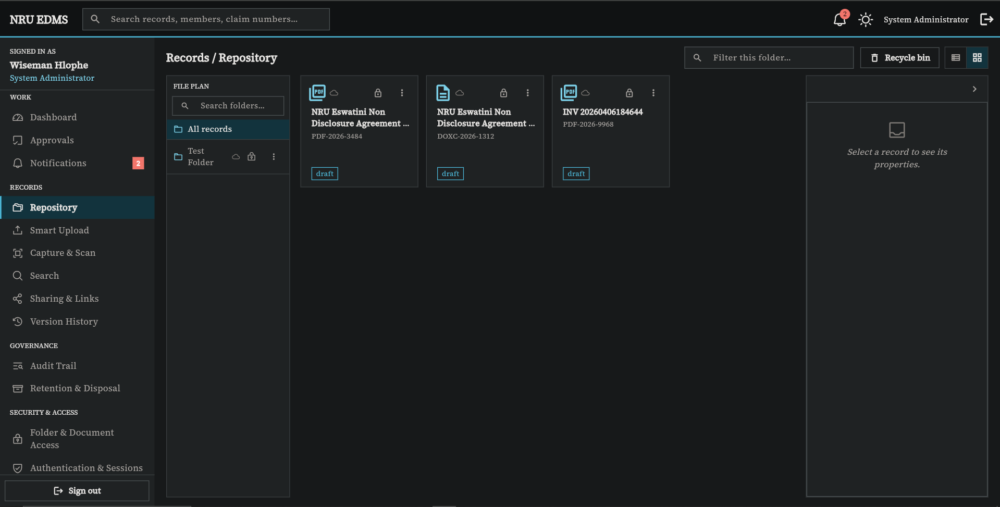 NRU EDMS
Search records, members, claim numbers...
2
System Administrator
SIGNED IN AS
Wiseman Hlophe
System Administrator
WORK
Dashboard
Approvals
Notifications
2
RECORDS
Repository
Smart Upload
Capture & Scan
Search
Sharing & Links
Version History
GOVERNANCE
Audit Trail
Retention & Disposal
SECURITY & ACCESS
Folder & Document
Access
Authentication & Sessions
Sign out
Records / Repository
Filter this folder...
Recycle bin
FILE PLAN
Search folders...
All records
Test
Folder
PDF
NRU Eswatini Non
Disclosure Agreement ...
PDF-2026-3484
draft
NRU Eswatini Non
Disclosure Agreement ...
DOXC-2026-1312
draft
PDF
INV 20260406184644
PDF-2026-9968
draft
Select a record to see its
properties.